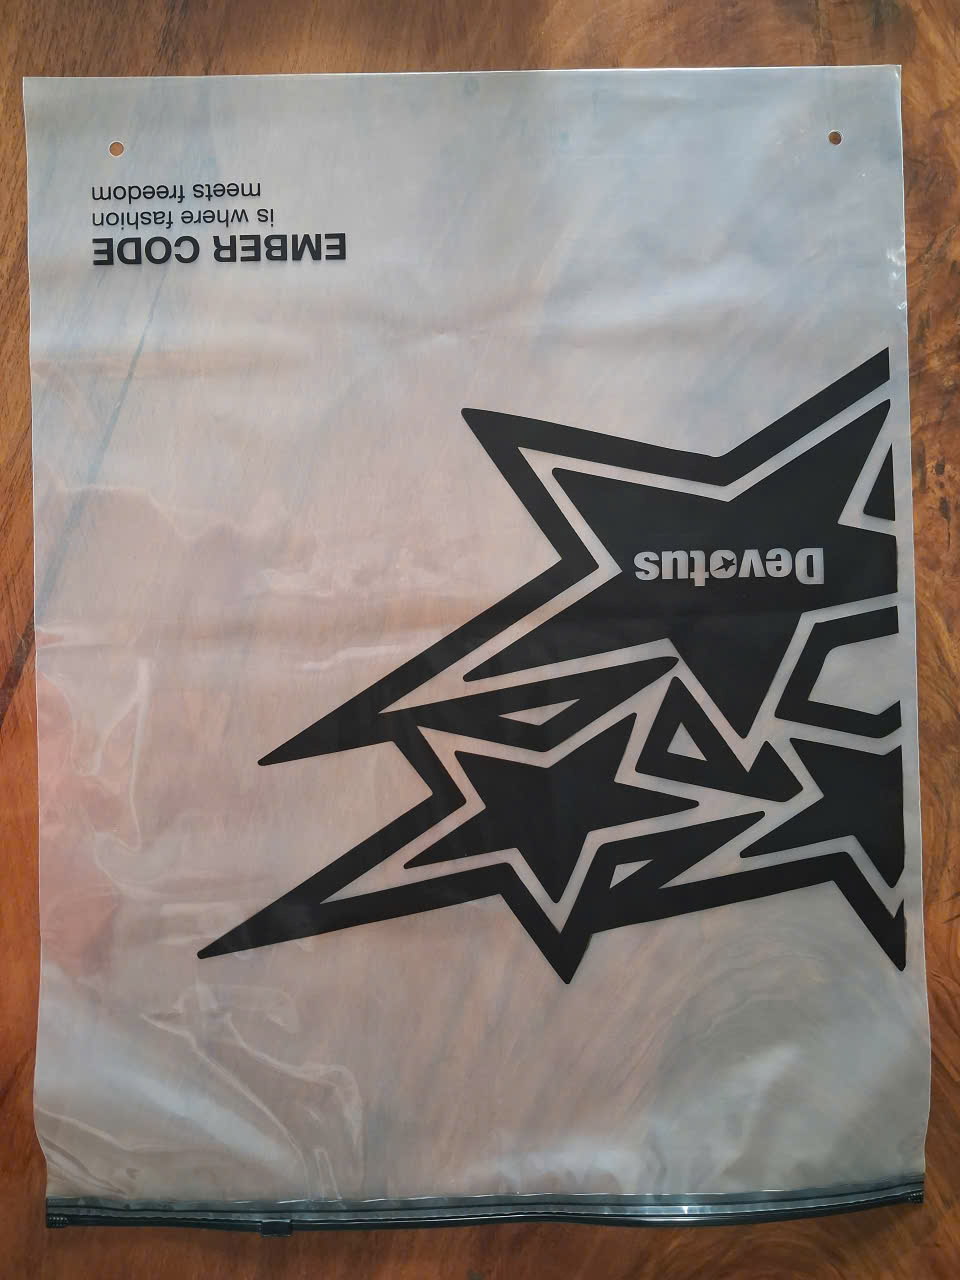 Devotus
EMBER CODE
is where fashion
meets freedom